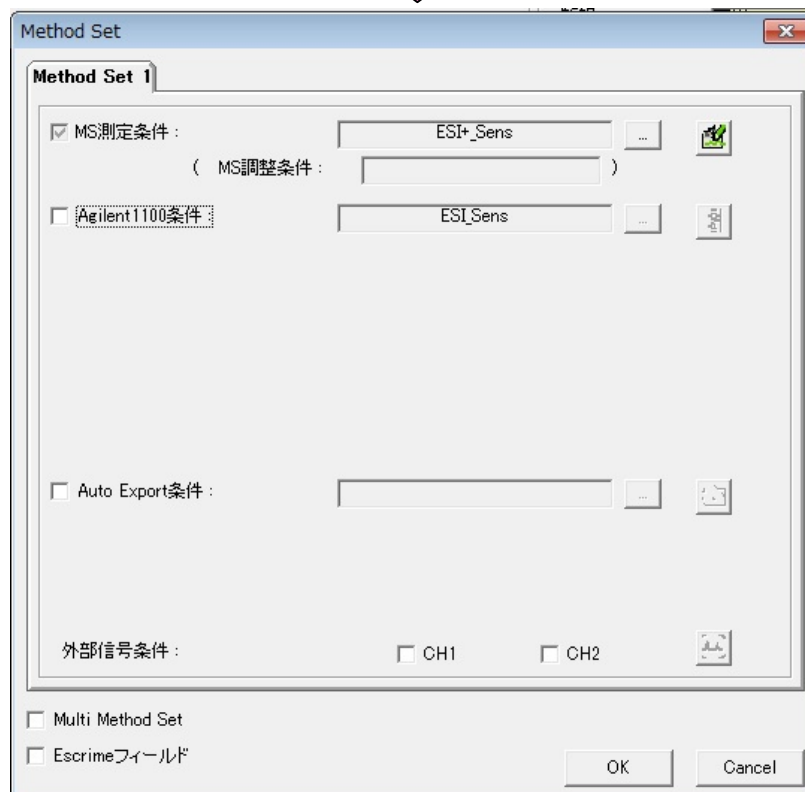 Method Set
Method Set 1
MS測定条件 : ESI+_Sens ...
( MS調整条件 : )
Agilent1100条件 : ESI_Sens ...
Auto Export条件 : ...
外部信号条件 : CH1 CH2
Multi Method Set
Escrimeフィールド
OK Cancel